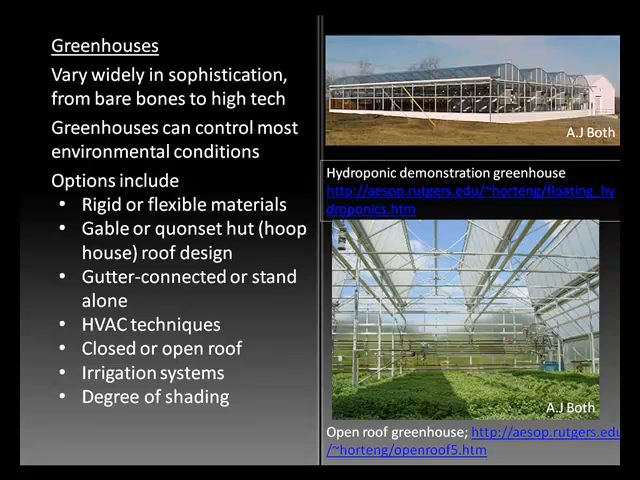 Greenhouses
Vary widely in sophistication,
from bare bones to high tech
Greenhouses can control most
environmental conditions
Options include
• Rigid or flexible materials
• Gable or quonset hut (hoop
house) roof design
• Gutter-connected or stand
alone
• HVAC techniques
• Closed or open roof
• Irrigation systems
• Degree of shading
A.J Both
Hydroponic demonstration greenhouse
http://aesop.rutgers.edu/~horteng/floating_hy
droponics.htm
A.J Both
Open roof greenhouse; http://aesop.rutgers.edu
/~horteng/openroof5.htm